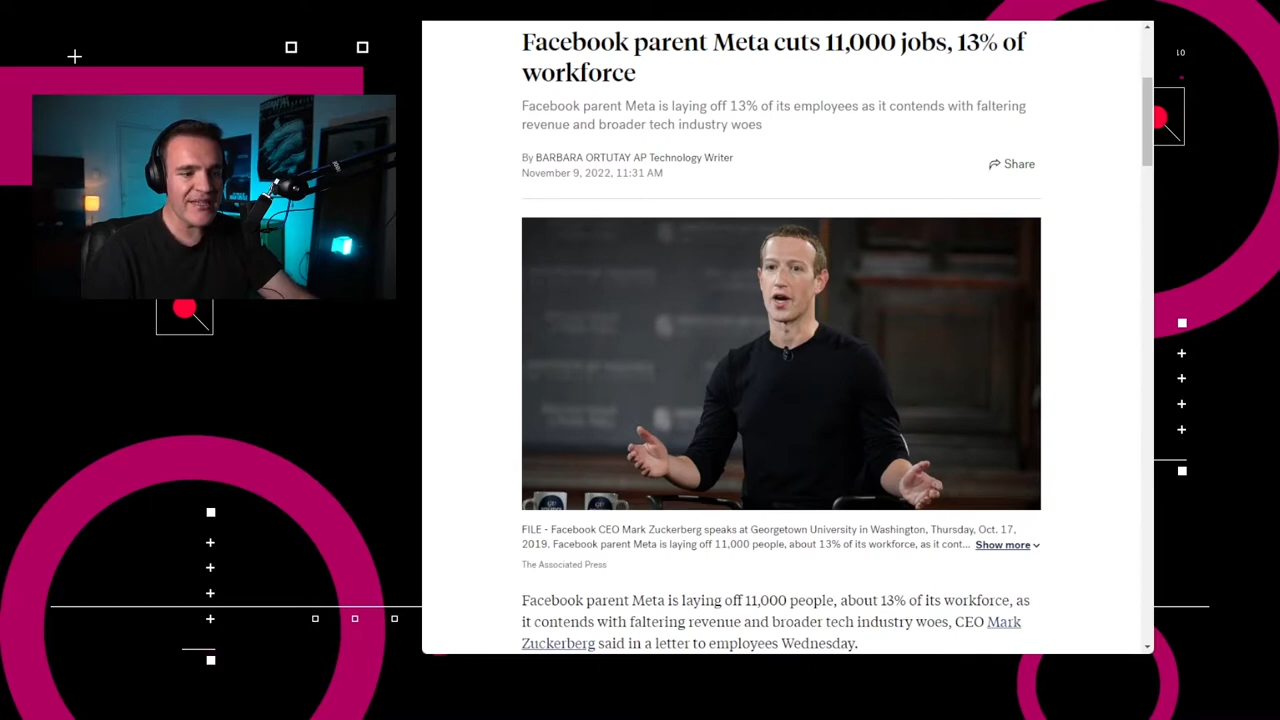 Facebook parent Meta cuts 11,000 jobs, 13% of
workforce
Facebook parent Meta is laying off 13% of its employees as it contends with faltering
revenue and broader tech industry woes
By BARBARA ORTUTAY AP Technology Writer
November 9, 2022, 11:31 AM
Share
FILE - Facebook CEO Mark Zuckerberg speaks at Georgetown University in Washington, Thursday, Oct. 17,
2019. Facebook parent Meta is laying off 11,000 people, about 13% of its workforce, as it cont... Show more
The Associated Press
Facebook parent Meta is laying off 11,000 people, about 13% of its workforce, as
it contends with faltering revenue and broader tech industry woes, CEO Mark
Zuckerberg said in a letter to employees Wednesday.